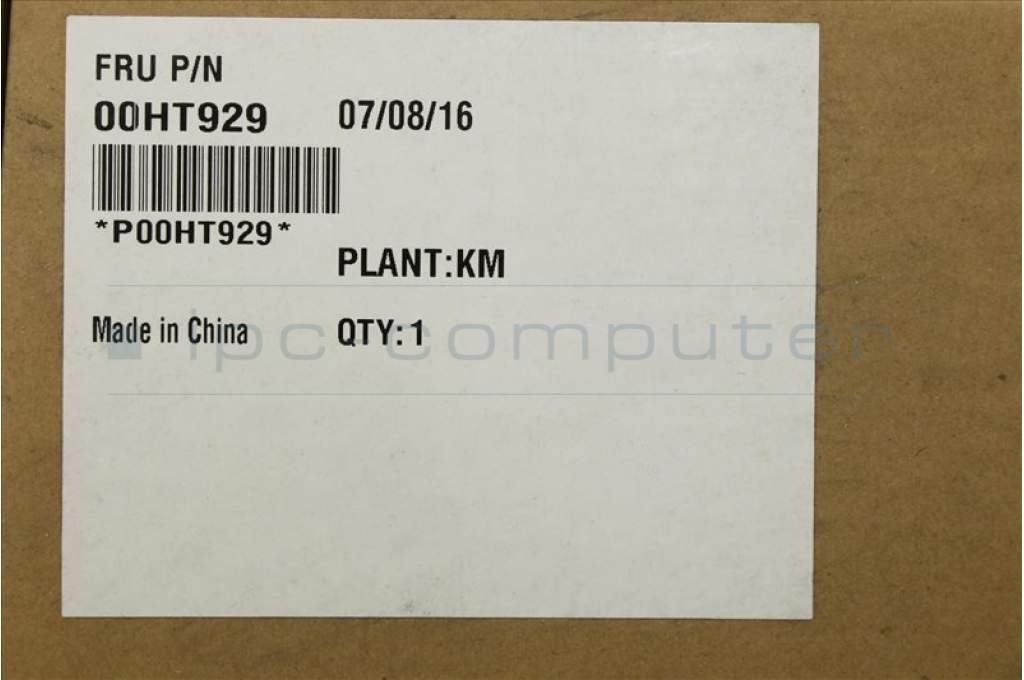 FRU P/N
00HT929 07/08/16
*P00HT929*
PLANT:KM
Made in China QTY:1
ipc-computer